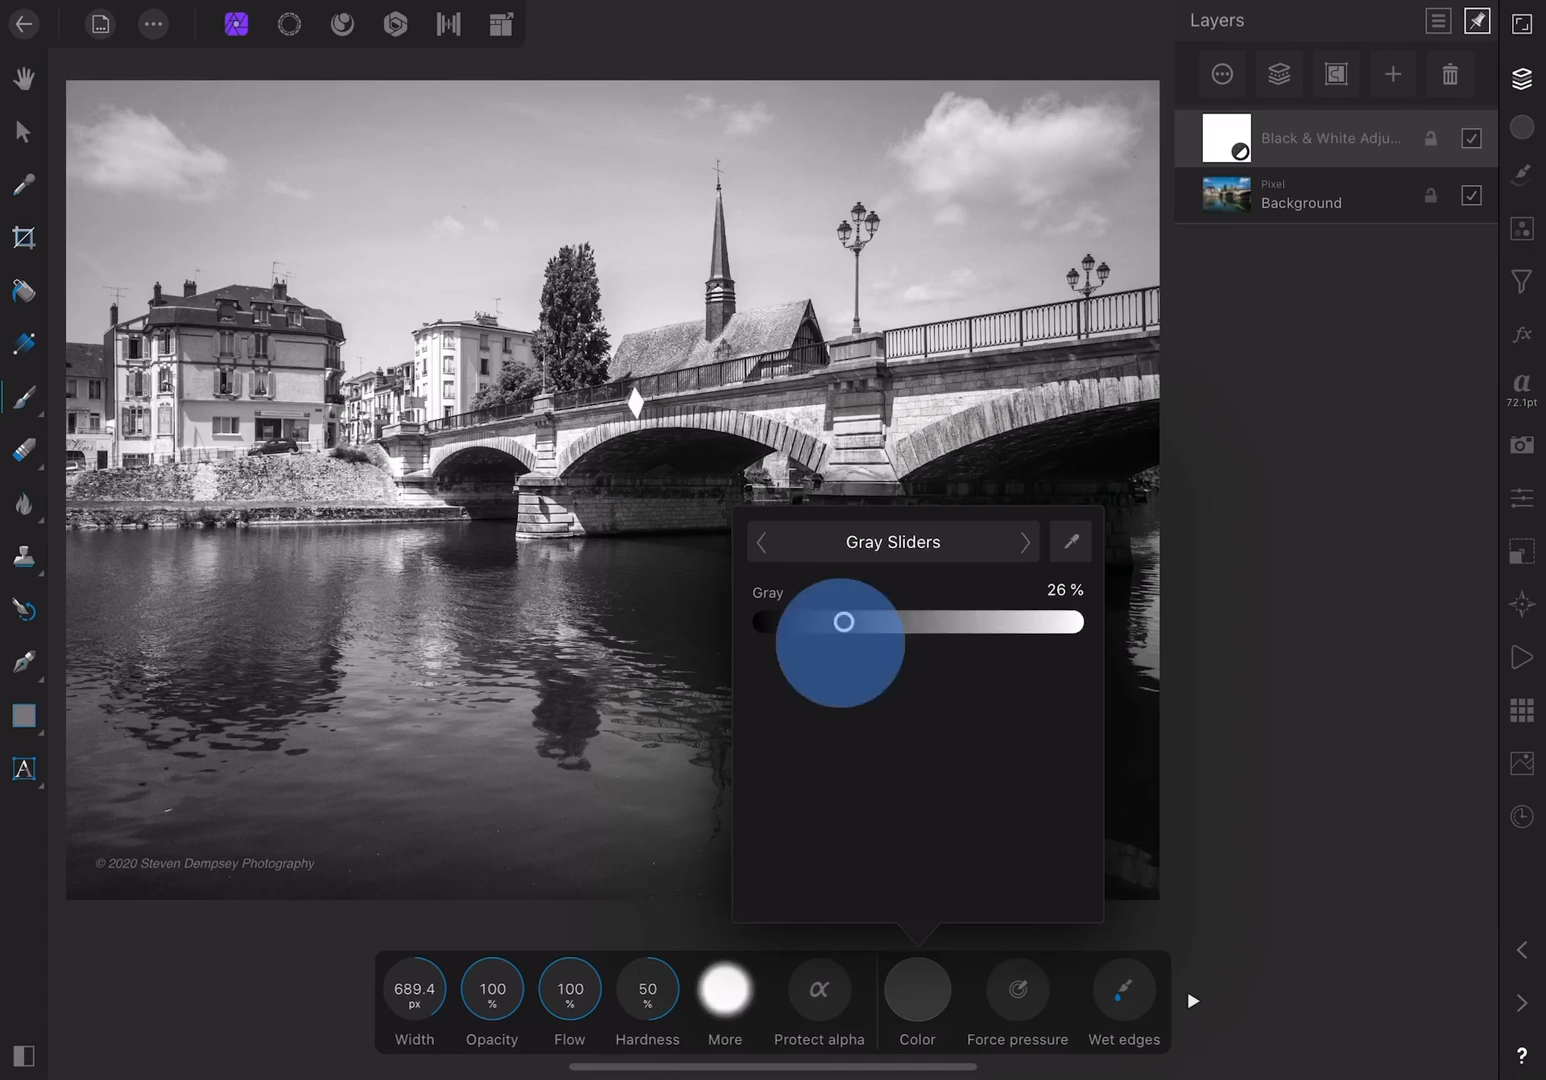 Layers
Black & White Adju...
Pixel
Background
fx
a
72.1pt
A
Gray Sliders
Gray
26 %
© 2020 Steven Dempsey Photography
689.4
px
100
%
100
%
50
%
α
Width
Opacity
Flow
Hardness
More
Protect alpha
Color
Force pressure
Wet edges
?